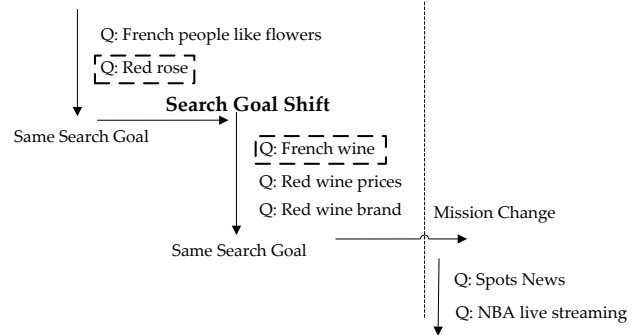 Q: French people like flowers
Q: Red rose
Search Goal Shift
Same Search Goal
Q: French wine
Q: Red wine prices
Q: Red wine brand
Mission Change
Same Search Goal
Q: Spots News
Q: NBA live streaming